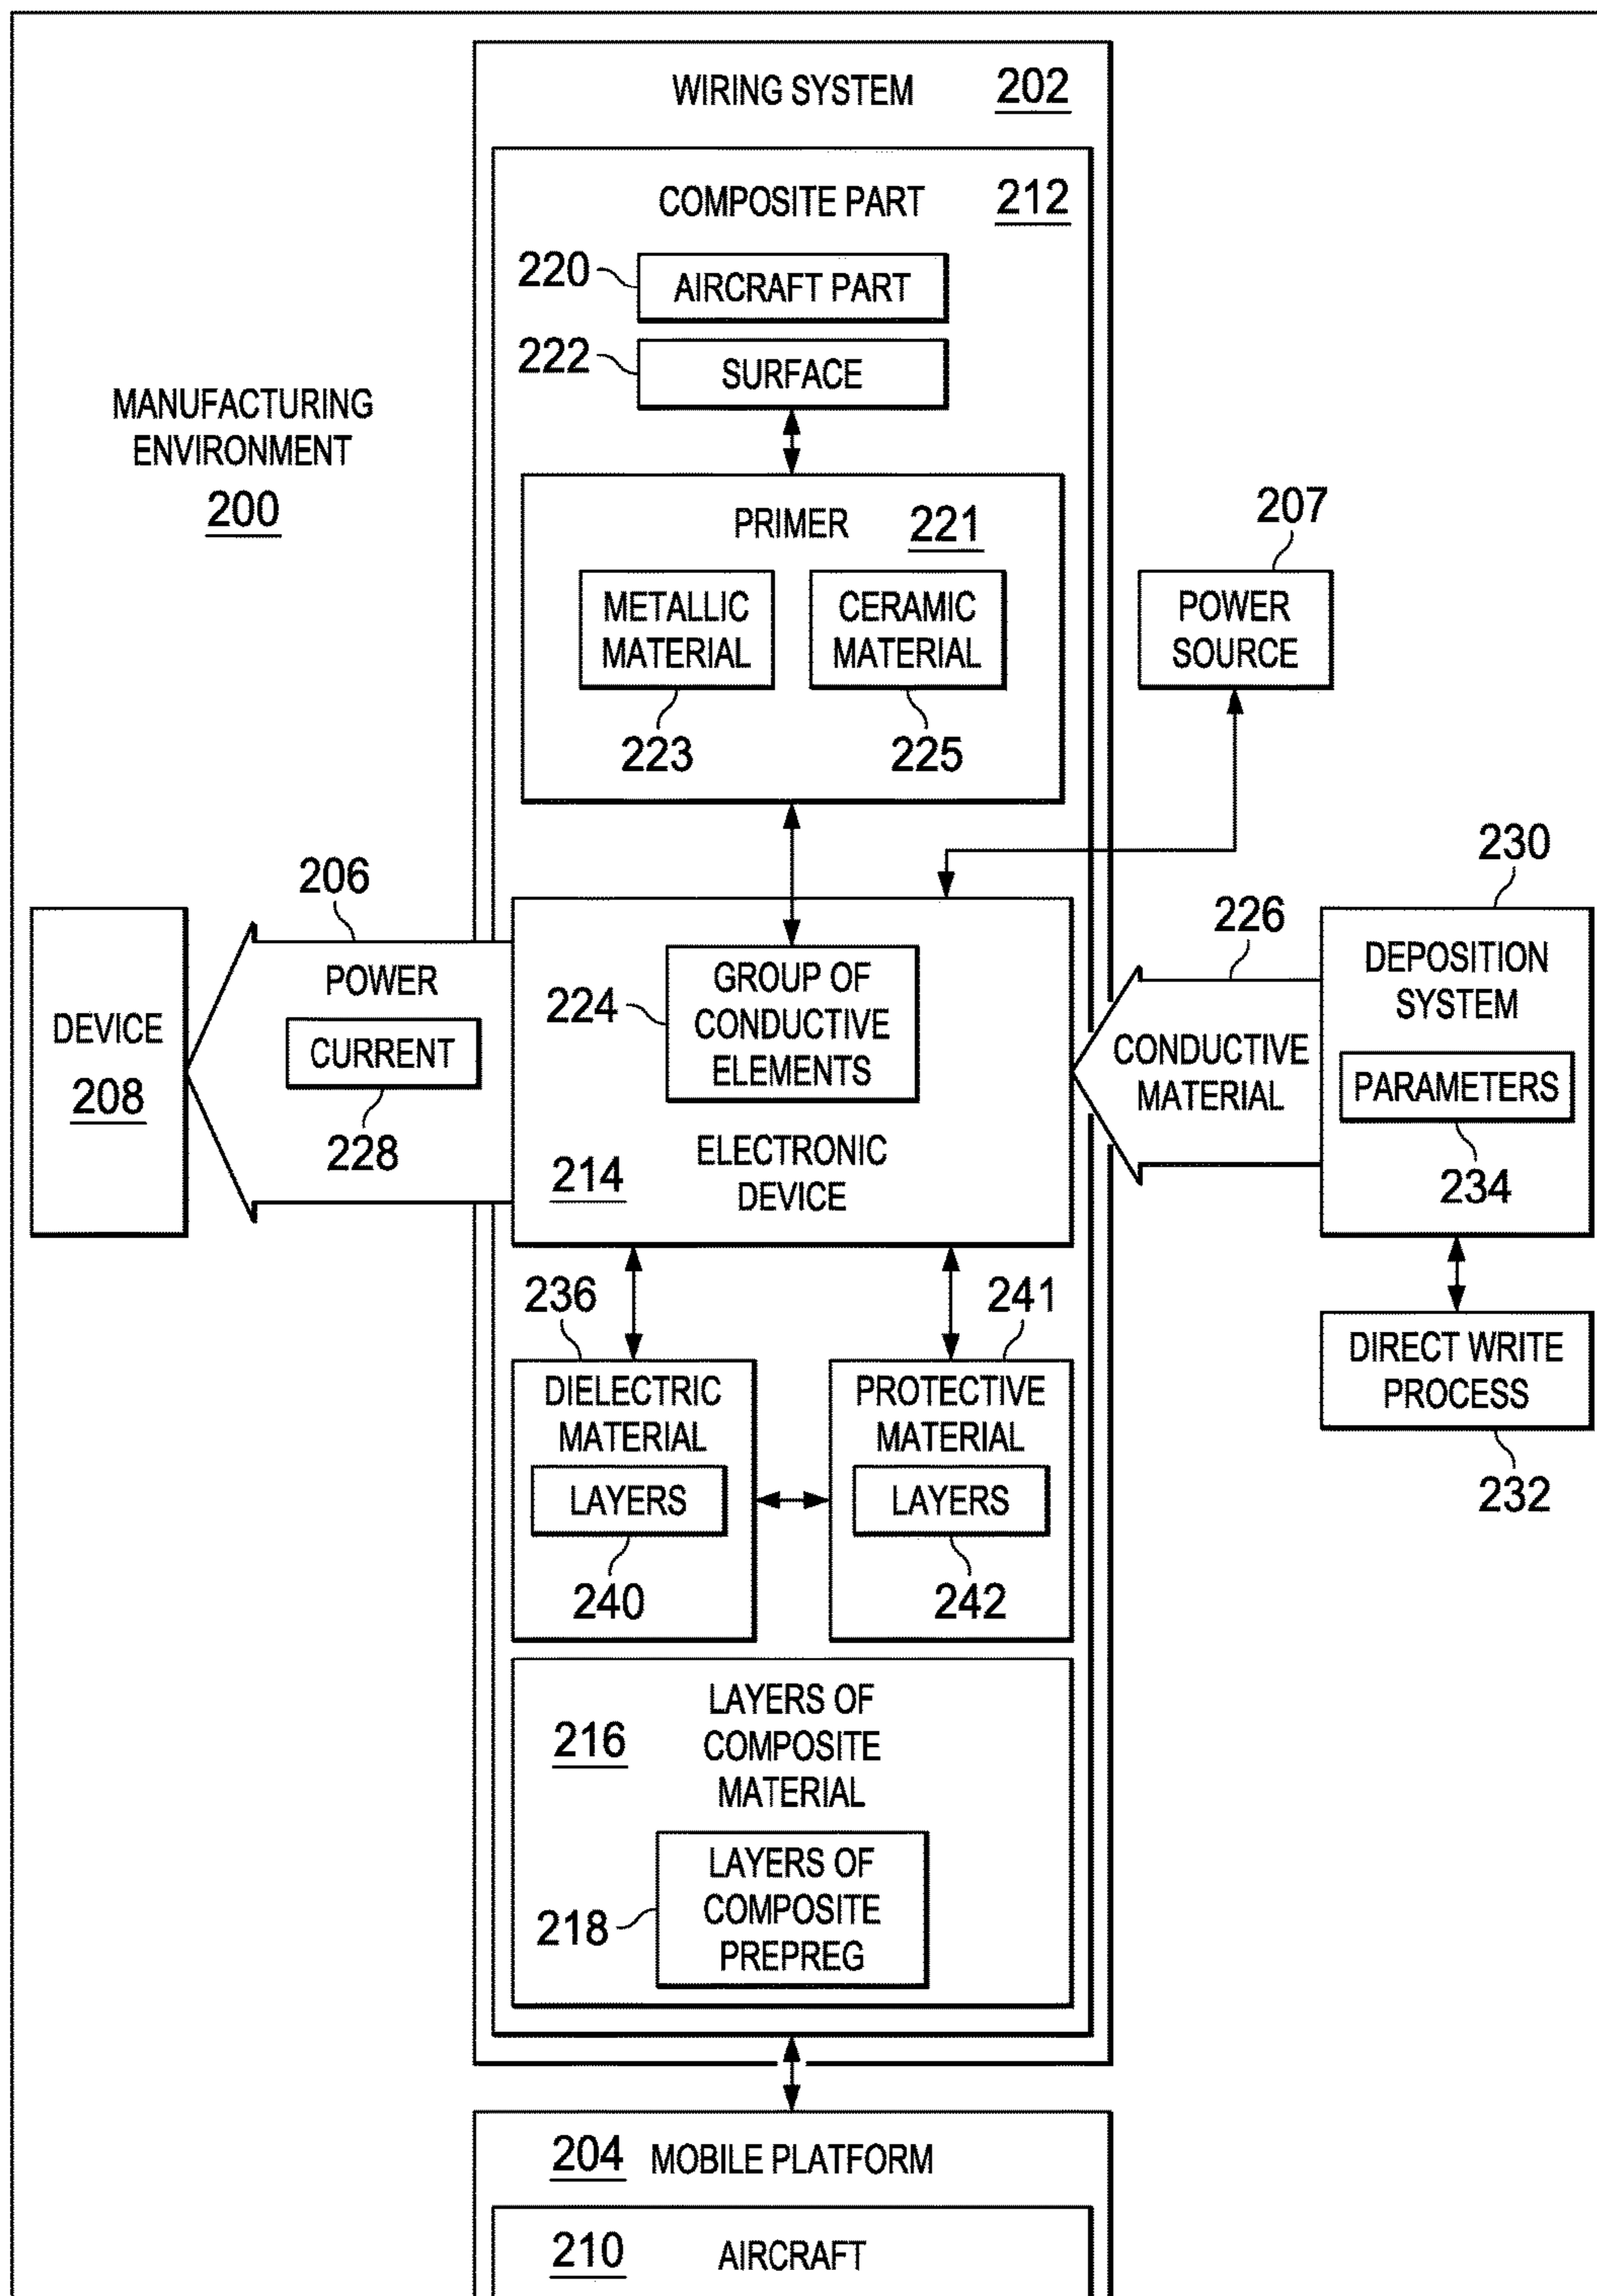 WIRING SYSTEM 202
COMPOSITE PART 212
220 AIRCRAFT PART
222 SURFACE
MANUFACTURING
ENVIRONMENT
200
PRIMER 221
METALLIC
MATERIAL
223
CERAMIC
MATERIAL
225
207
POWER
SOURCE
206
POWER
CURRENT
228
DEVICE
208
224
GROUP OF
CONDUCTIVE
ELEMENTS
214
ELECTRONIC
DEVICE
226
CONDUCTIVE
MATERIAL
230
DEPOSITION
SYSTEM
PARAMETERS
234
DIRECT WRITE
PROCESS
232
236
DIELECTRIC
MATERIAL
LAYERS
240
241
PROTECTIVE
MATERIAL
LAYERS
242
216
LAYERS OF
COMPOSITE
MATERIAL
218
LAYERS OF
COMPOSITE
PREPREG
204 MOBILE PLATFORM
210 AIRCRAFT